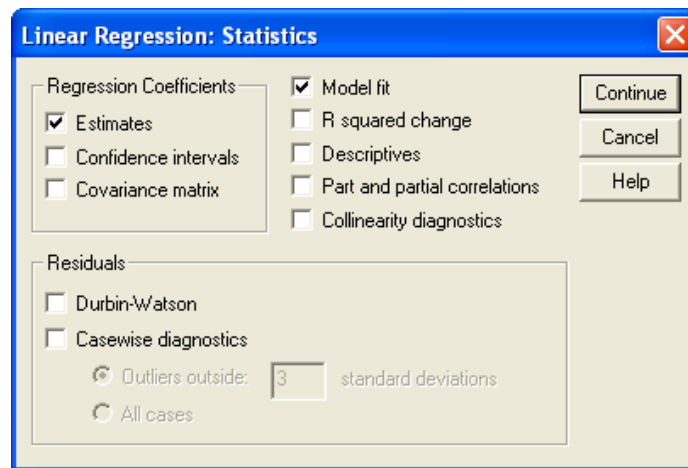 Linear Regression: Statistics
Regression Coefficients
Estimates
Confidence intervals
Covariance matrix
Model fit
R squared change
Descriptives
Part and partial correlations
Collinearity diagnostics
Continue
Cancel
Help
Residuals
Durbin-Watson
Casewise diagnostics
Outliers outside: 3 standard deviations
All cases